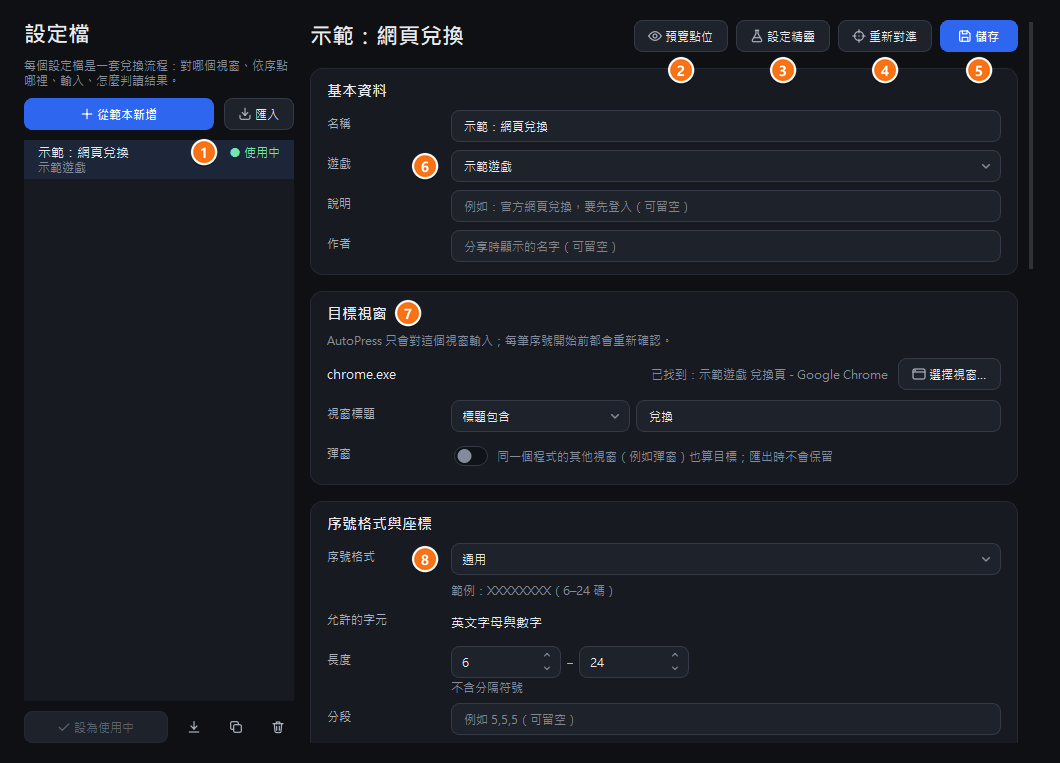 設定檔
每個設定檔是一套兌換流程：對哪個視窗、依序點
哪裡、輸入、怎麼判讀結果。
從範本新增
匯入
示範：網頁兌換
1
使用中
示範遊戲
設為使用中
示範：網頁兌換
預覽點位
設定精靈
重新對準
儲存
2
3
4
5
基本資料
名稱
示範：網頁兌換
遊戲
6
示範遊戲
說明
例如：官方網頁兌換，要先登入（可留空）
作者
分享時顯示的名字（可留空）
目標視窗
7
AutoPress 只會對這個視窗輸入；每筆序號開始前都會重新確認。
chrome.exe
已找到：示範遊戲 兌換頁 - Google Chrome
選擇視窗...
視窗標題
標題包含
兌換
彈窗
同一個程式的其他視窗（例如彈窗）也算目標；匯出時不會保留
序號格式與座標
序號格式
8
通用
範例：XXXXXXXX（6–24 碼）
允許的字元
英文字母與數字
長度
6
–
24
不含分隔符號
分段
例如 5,5,5（可留空）